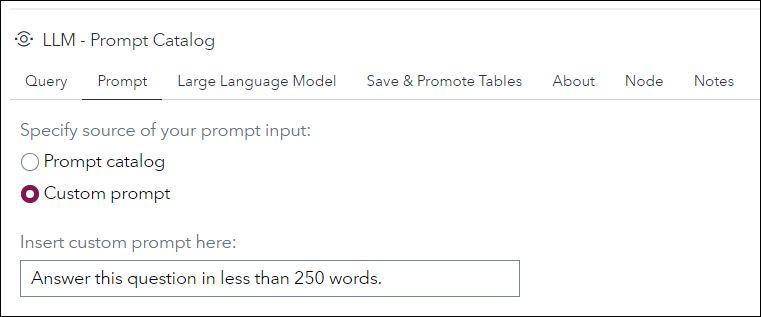 LLM - Prompt Catalog
Query Prompt Large Language Model Save & Promote Tables About Node Notes
Specify source of your prompt input:
Prompt catalog
Custom prompt
Insert custom prompt here:
Answer this question in less than 250 words.